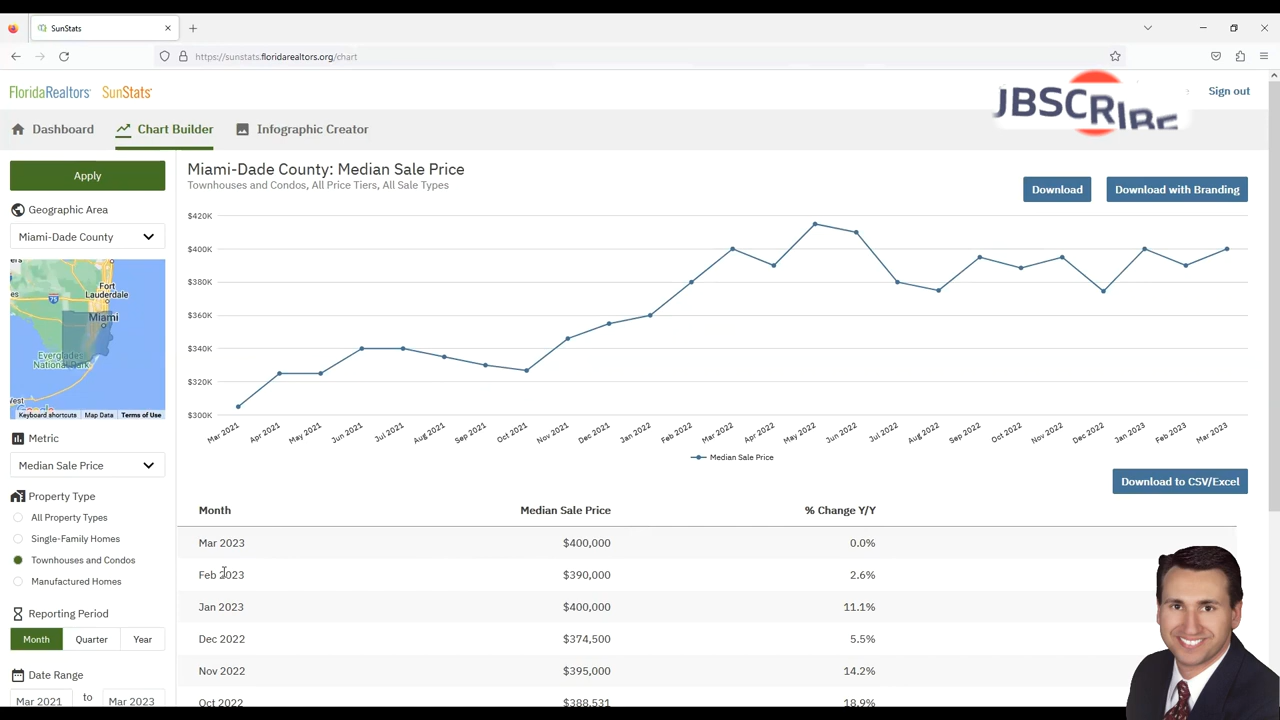 SunStats
https://sunstats.floridarealtors.org/chart
FloridaRealtors SunStats
JBSCRIBE
Sign out
Dashboard
Chart Builder
Infographic Creator
Apply
Geographic Area
Miami-Dade County
Fort
Lauderdale
75
Miami
Everglades
National Park
Keyboard shortcuts Map Data Terms of Use
Metric
Median Sale Price
Property Type
All Property Types
Single-Family Homes
Townhouses and Condos
Manufactured Homes
Reporting Period
Month Quarter Year
Date Range
Mar 2021 to Mar 2023
Miami-Dade County: Median Sale Price
Townhouses and Condos, All Price Tiers, All Sale Types
Download
Download with Branding
$420K
$400K
$380K
$360K
$340K
$320K
$300K
Mar 2021 Apr 2021 May 2021 Jun 2021 Jul 2021 Aug 2021 Sep 2021 Oct 2021 Nov 2021 Dec 2021 Jan 2022 Feb 2022 Mar 2022 Apr 2022 May 2022 Jun 2022 Jul 2022 Aug 2022 Sep 2022 Oct 2022 Nov 2022 Dec 2022 Jan 2023 Feb 2023 Mar 2023
Median Sale Price
Download to CSV/Excel
Month Median Sale Price % Change Y/Y
Mar 2023 $400,000 0.0%
Feb 2023 $390,000 2.6%
Jan 2023 $400,000 11.1%
Dec 2022 $374,500 5.5%
Nov 2022 $395,000 14.2%
Oct 2022 $388,531 18.9%